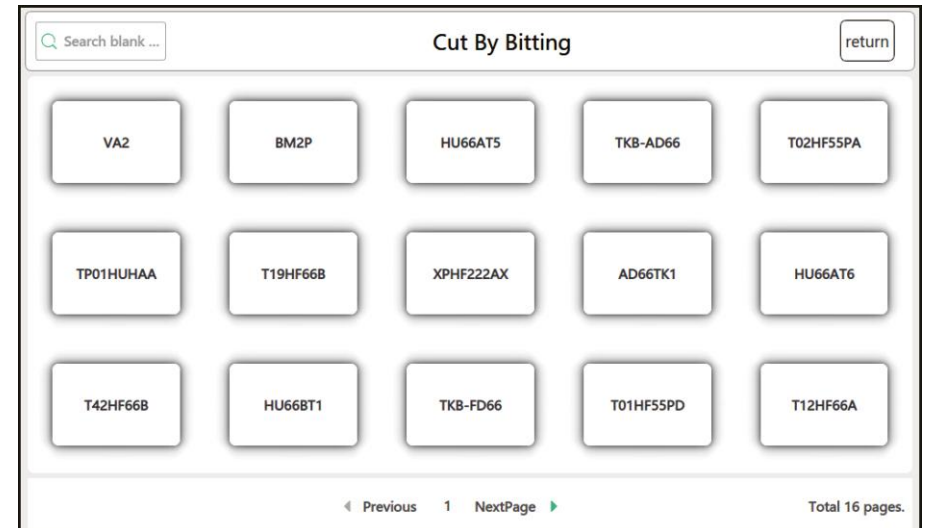 Search blank ... Cut By Bitting return
VA2 BM2P HU66AT5 TKB-AD66 T02HF55PA
TP01HUHAA T19HF66B XPHF222AX AD66TK1 HU66AT6
T42HF66B HU66BT1 TKB-FD66 T01HF55PD T12HF66A
Previous 1 NextPage Total 16 pages.